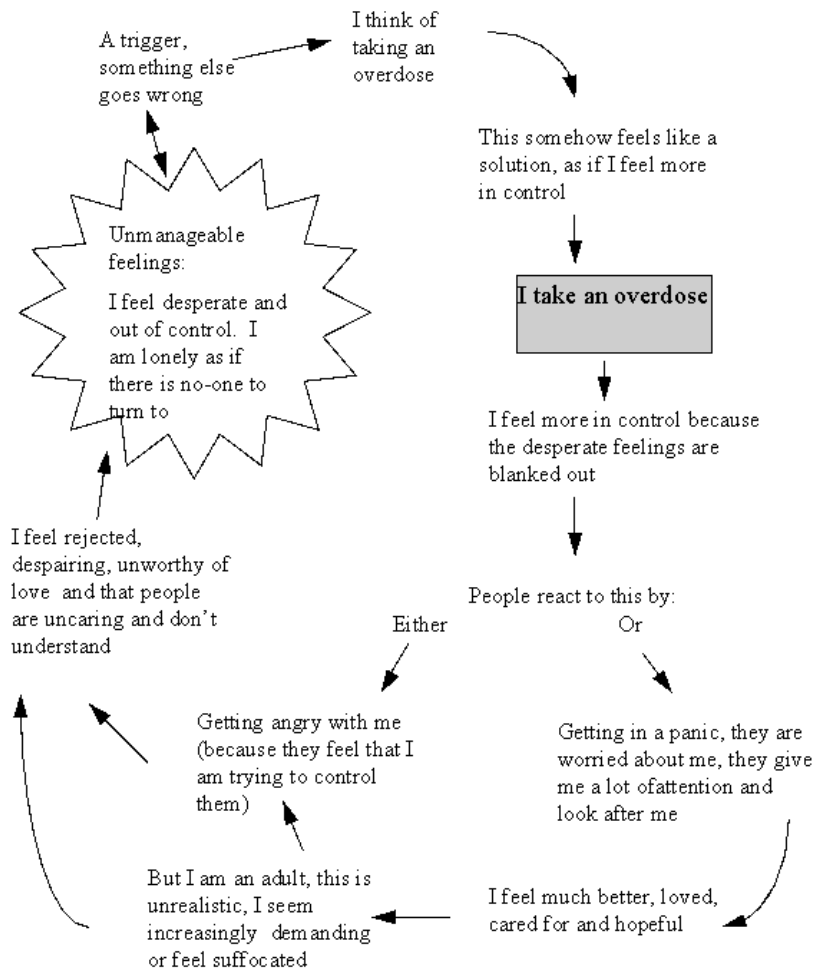 A trigger,
something else
goes wrong
I think of
taking an
overdose
This somehow feels like a
solution, as if I feel more
in control
I take an overdose
I feel more in control because
the desperate feelings are
blanked out
People react to this by:
Either
Or
Getting angry with me
(because they feel that I
am trying to control
them)
Getting in a panic, they are
worried about me, they give
me a lot ofattention and
look after me
I feel much better, loved,
cared for and hopeful
But I am an adult, this is
unrealistic, I seem
increasingly demanding
or feel suffocated
I feel rejected,
despairing, unworthy of
love and that people
are uncaring and don't
understand
Unmanageable
feelings:
I feel desperate and
out of control. I
am lonely as if
there is no-one to
turn to